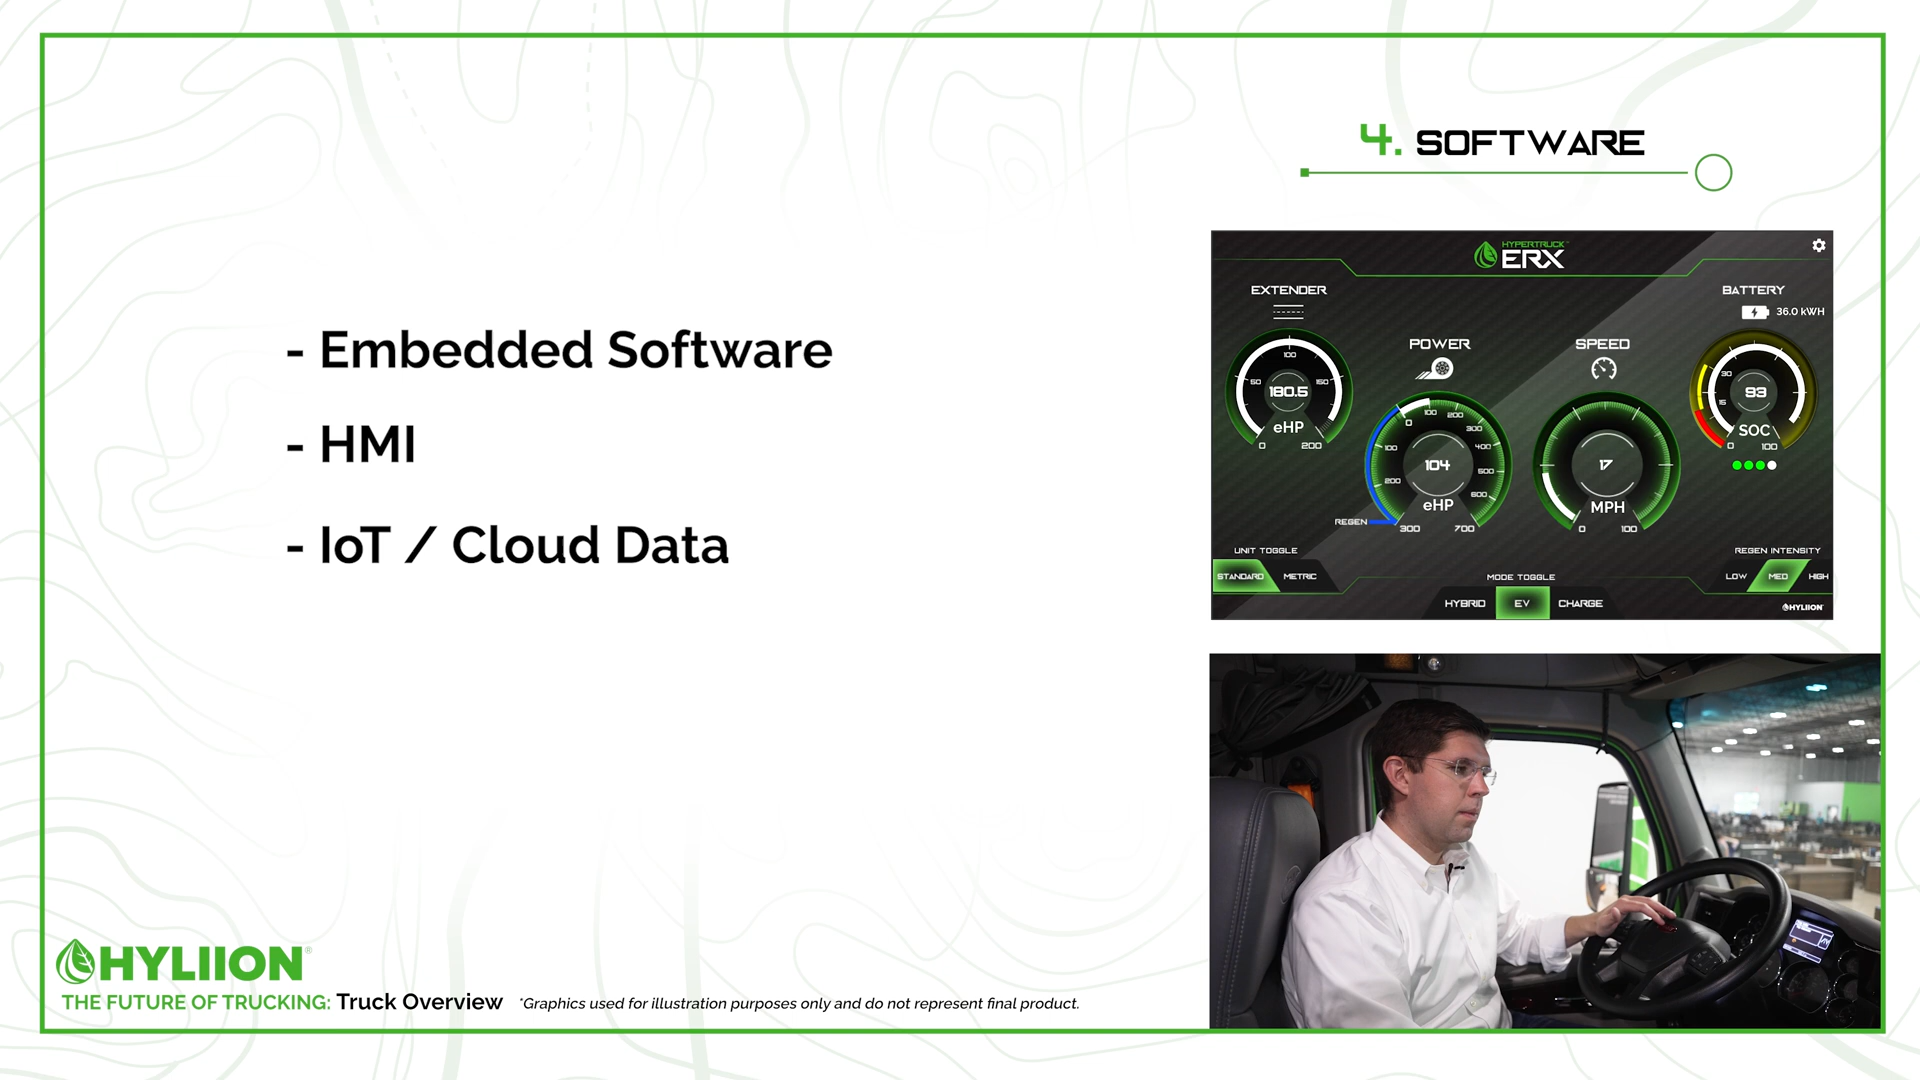 4. SOFTWARE
- Embedded Software
- HMI
- IoT / Cloud Data
HYPERTRUCK™
ERX
EXTENDER
BATTERY
36.0 kWH
POWER
SPEED
50
100
150
180.5
eHP
0
200
0
100
200
300
400
500
600
700
100
200
300
104
eHP
REGEN
17
MPH
0
100
30
15
93
SOC
0
100
UNIT TOGGLE
STANDARD METRIC
MODE TOGGLE
HYBRID EV CHARGE
REGEN INTENSITY
LOW MED HIGH
HYLIION
HYLIION®
THE FUTURE OF TRUCKING: Truck Overview *Graphics used for illustration purposes only and do not represent final product.